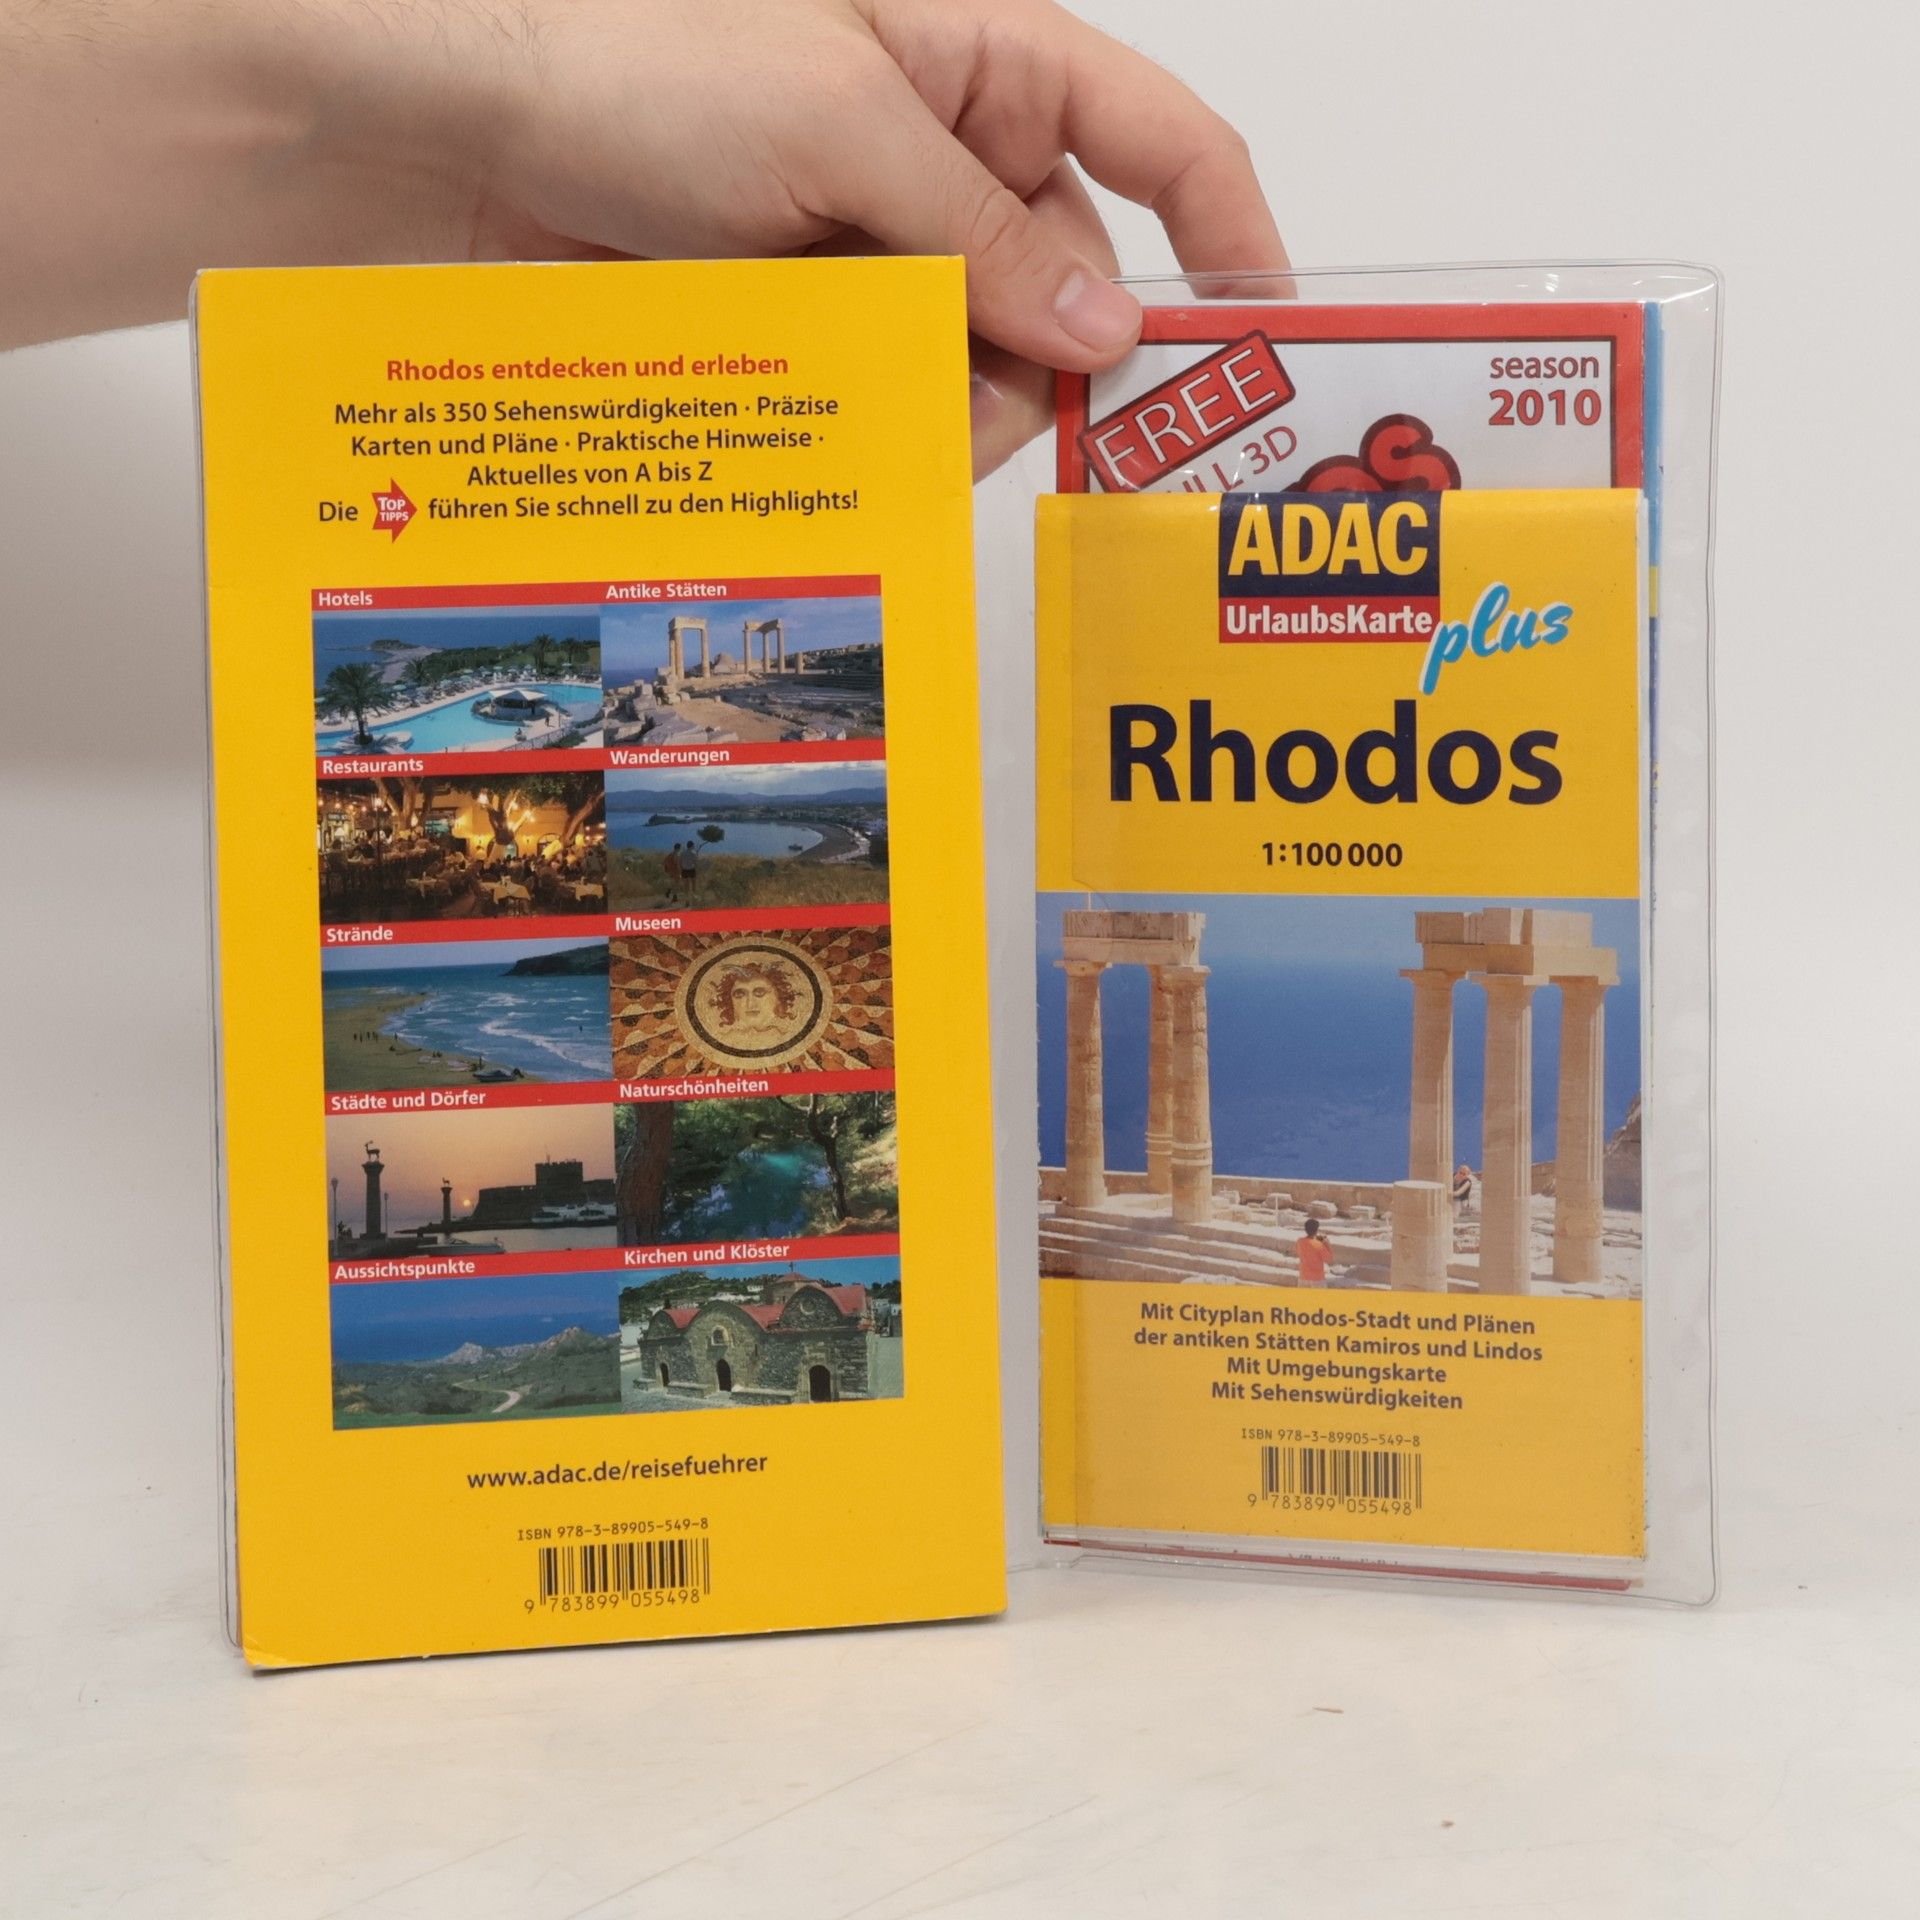 Rhodos entdecken und erleben
Mehr als 350 Sehenswürdigkeiten · Präzise
Karten und Pläne · Praktische Hinweise ·
Aktuelles von A bis Z
Die TOP TIPPS führen Sie schnell zu den Highlights!
Hotels
Antike Stätten
Restaurants
Wanderungen
Strände
Museen
Städte und Dörfer
Naturschönheiten
Aussichtspunkte
Kirchen und Klöster
www.adac.de/reisefuehrer
ISBN 978-3-89905-549-8
9 783899 055498
FREE
3D
season
2010
ADAC
UrlaubsKarte
plus
Rhodos
1:100 000
Mit Cityplan Rhodos-Stadt und Plänen
der antiken Stätten Kamiros und Lindos
Mit Umgebungskarte
Mit Sehenswürdigkeiten
ISBN 978-3-89905-549-8
9 783899 055498